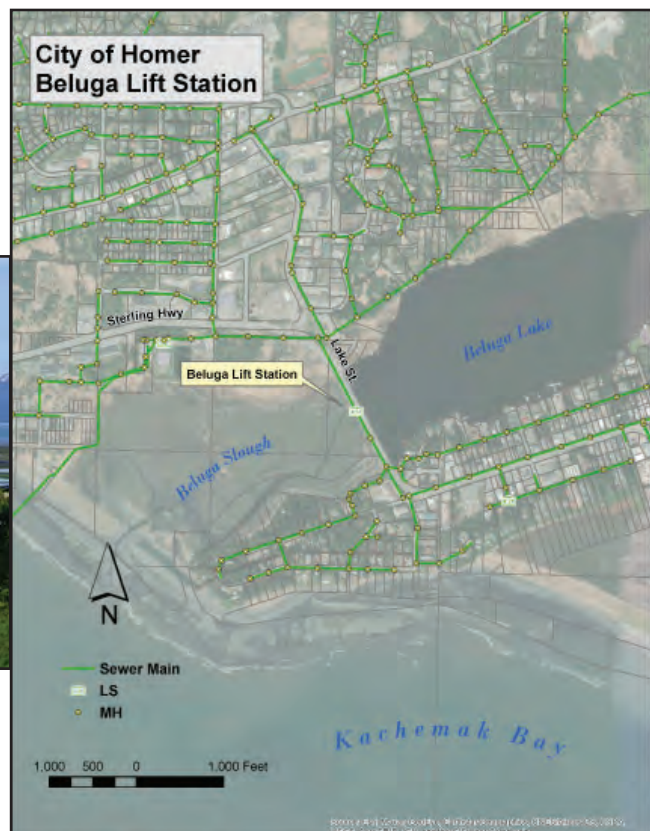 City of Homer
Beluga Lift Station
Sterling Hwy
Lake St.
Beluga Lake
Beluga Lift Station
Beluga Slough
N
Sewer Main
LS
MH
1,000 500 0 1,000 Feet
Kachemak Bay